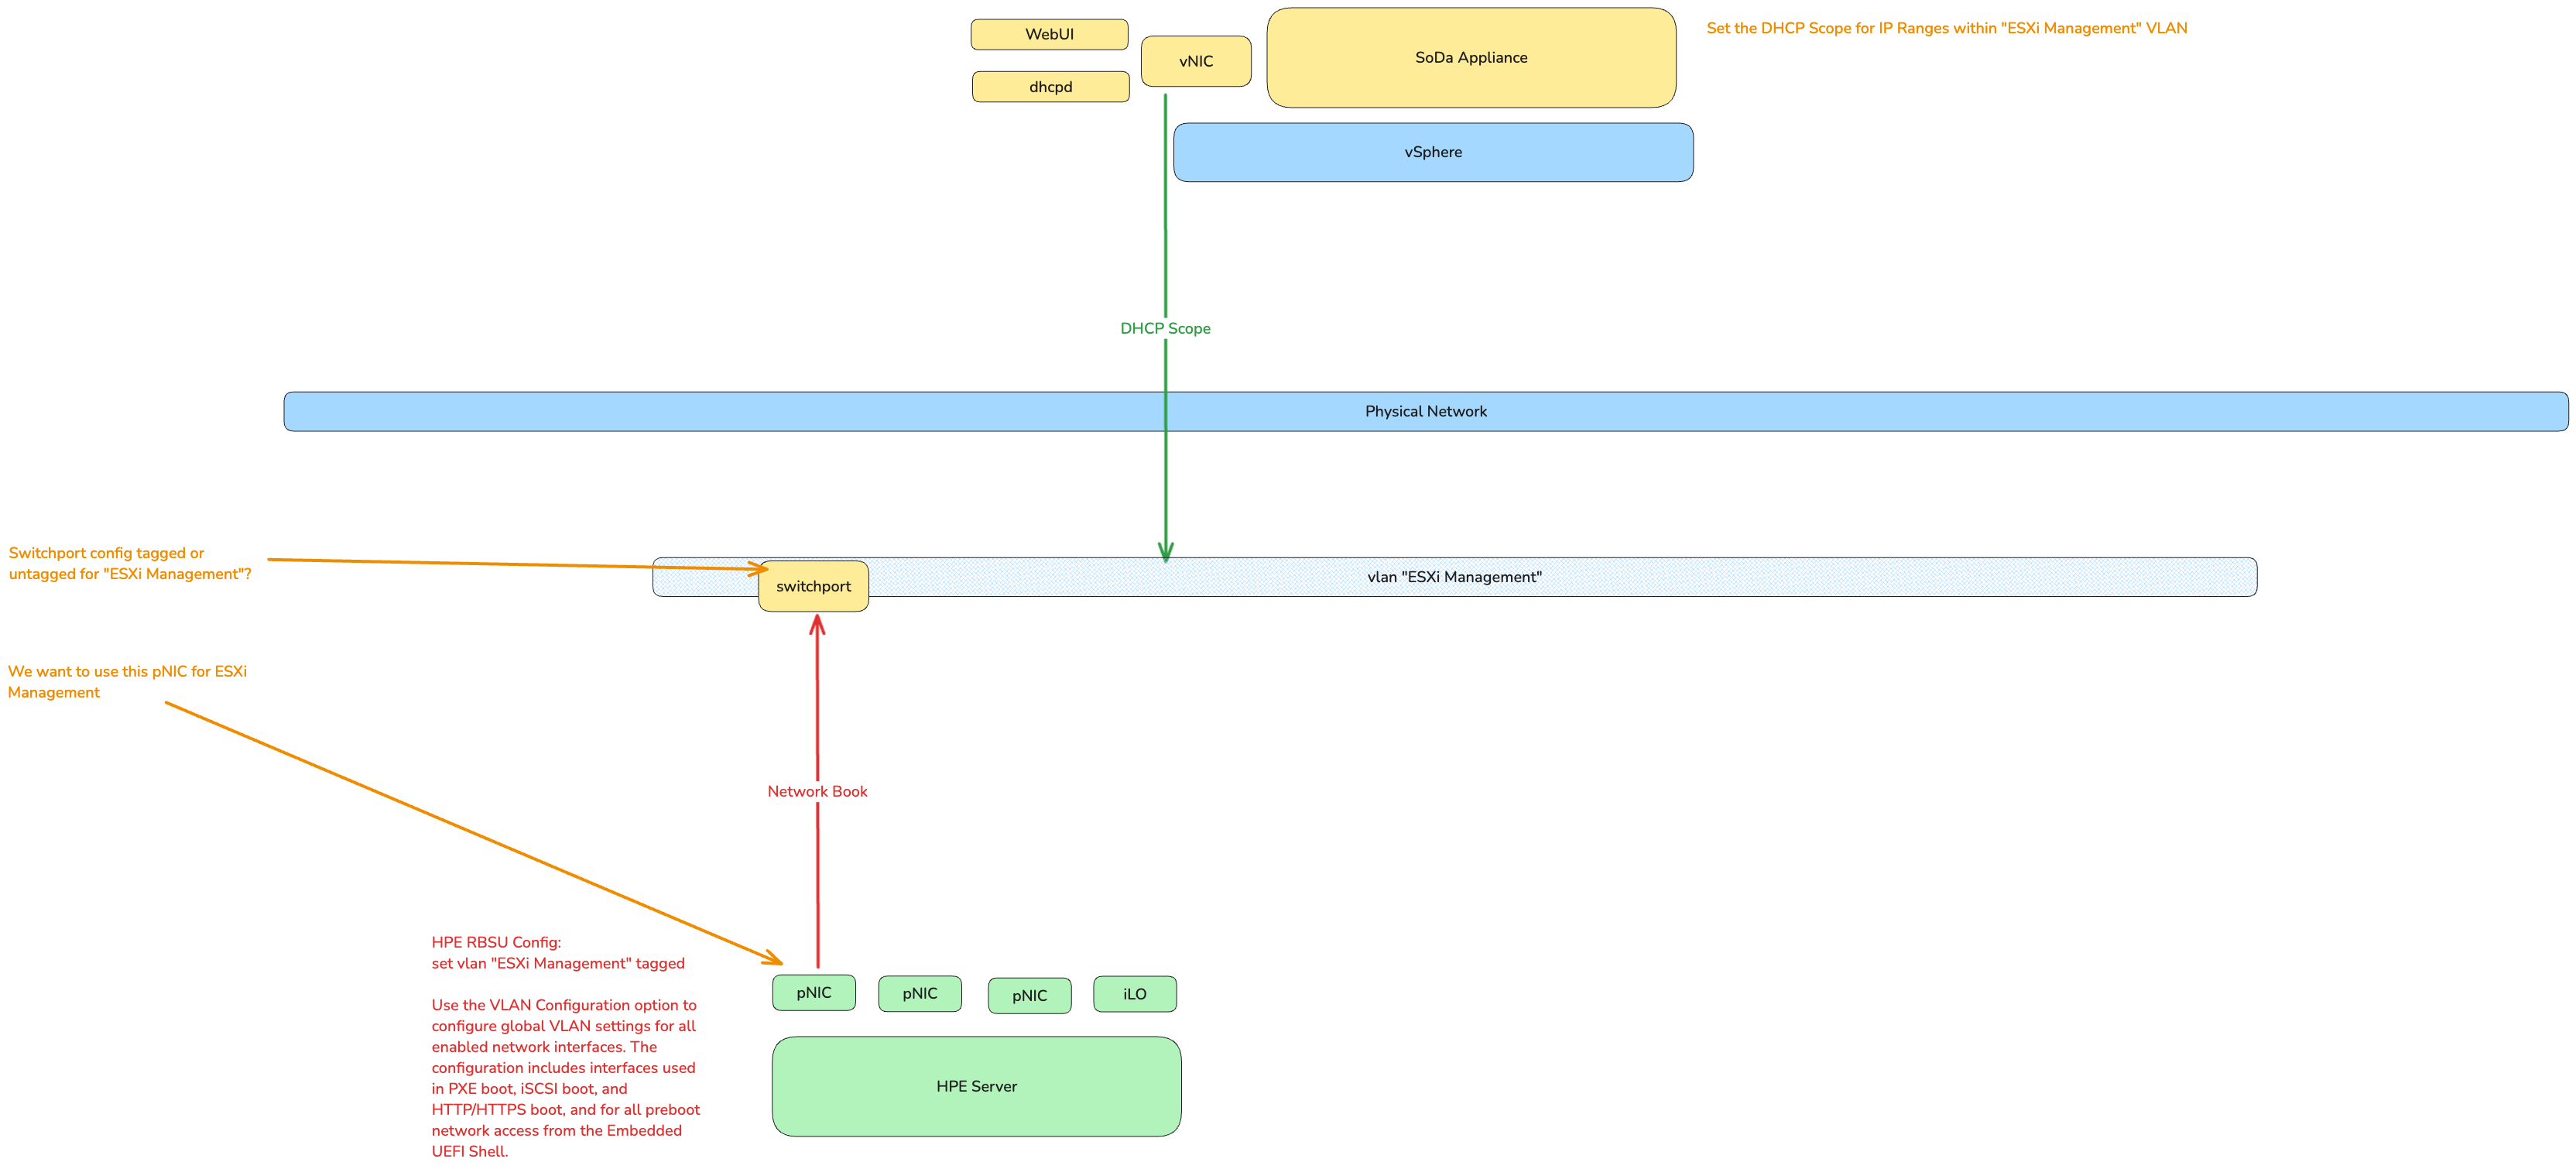 WebUI
dhcpd
vNIC
SoDa Appliance
Set the DHCP Scope for IP Ranges within "ESXi Management" VLAN
vSphere
DHCP Scope
Physical Network
Switchport config tagged or
untagged for "ESXi Management"?
switchport
vlan "ESXi Management"
We want to use this pNIC for ESXi
Management
Network Book
HPE RBSU Config:
set vlan "ESXi Management" tagged
Use the VLAN Configuration option to
configure global VLAN settings for all
enabled network interfaces. The
configuration includes interfaces used
in PXE boot, iSCSI boot, and
HTTP/HTTPS boot, and for all preboot
network access from the Embedded
UEFI Shell.
pNIC
pNIC
pNIC
iLO
HPE Server